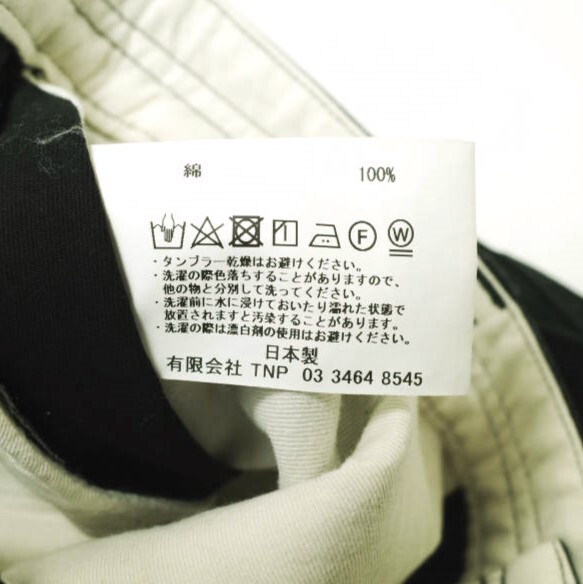 綿 100%
F W
・タンブラー乾燥はお避けください。
・洗濯の際色落ちすることがありますので、
他の物と分別して洗ってください。
・洗濯前に水に浸けておいたり濡れた状態で
放置されますと汚染することがあります。
・洗濯の際は漂白剤の使用はお避けください。
日本製
有限会社 TNP 03 3464 8545